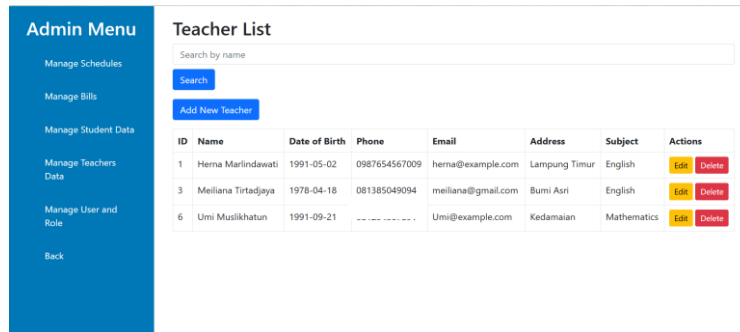 Admin Menu
Manage Schedules
Manage Bills
Manage Student Data
Manage Teachers
Data
Manage User and
Role
Back
Teacher List
Search by name
Search
Add New Teacher
ID Name Date of Birth Phone Email Address Subject Actions
1 Herna Marlindawati 1991-05-02 0987654567009 herna@example.com Lampung Timur English Edit Delete
3 Meiliana Tirtadjaya 1978-04-18 081385049094 meiliana@gmail.com Bumi Asri English Edit Delete
6 Umi Muslikhatun 1991-09-21 Umi@example.com Kedamaian Mathematics Edit Delete